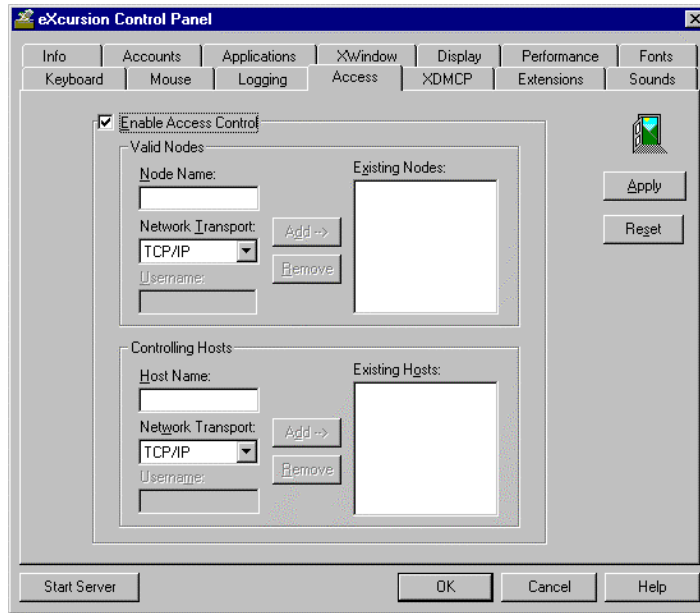 eXcursion Control Panel
Info Accounts Applications XWindow Display Performance Fonts
Keyboard Mouse Logging Access XDMCP Extensions Sounds
Enable Access Control
Valid Nodes
Node Name:
Existing Nodes:
Network Transport:
TCP/IP
Username:
Add -->
Remove
Controlling Hosts
Host Name:
Existing Hosts:
Network Transport:
TCP/IP
Username:
Add -->
Remove
Apply
Reset
Start Server
OK
Cancel
Help